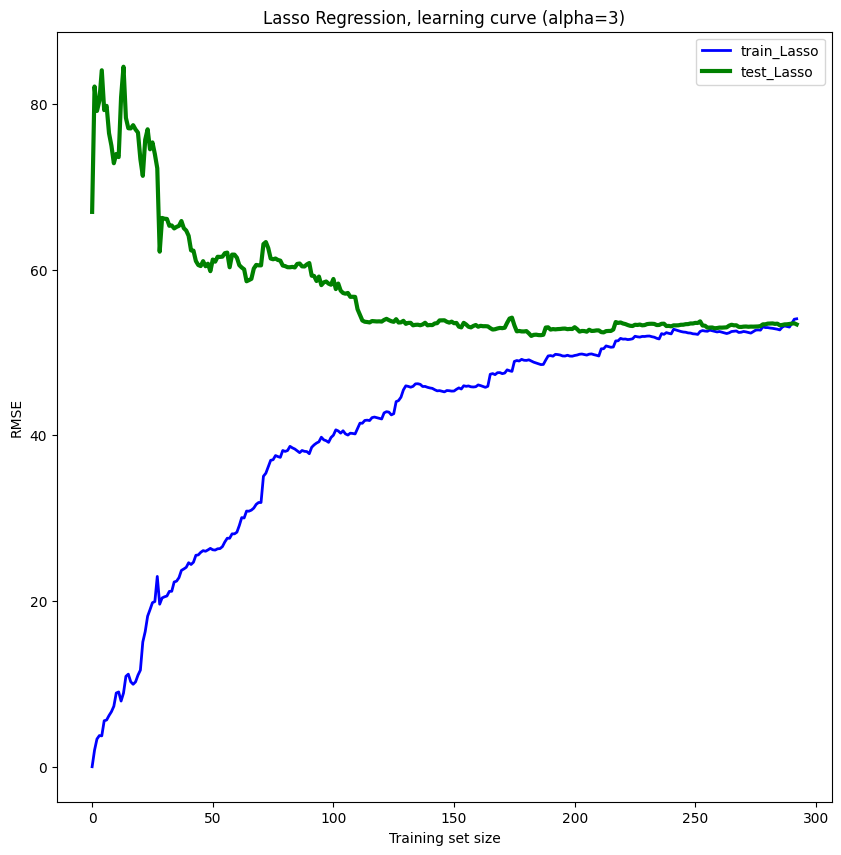 Lasso Regression, learning curve (alpha=3)
train_Lasso
test_Lasso
80
60
40
20
0
RMSE
0 50 100 150 200 250 300
Training set size